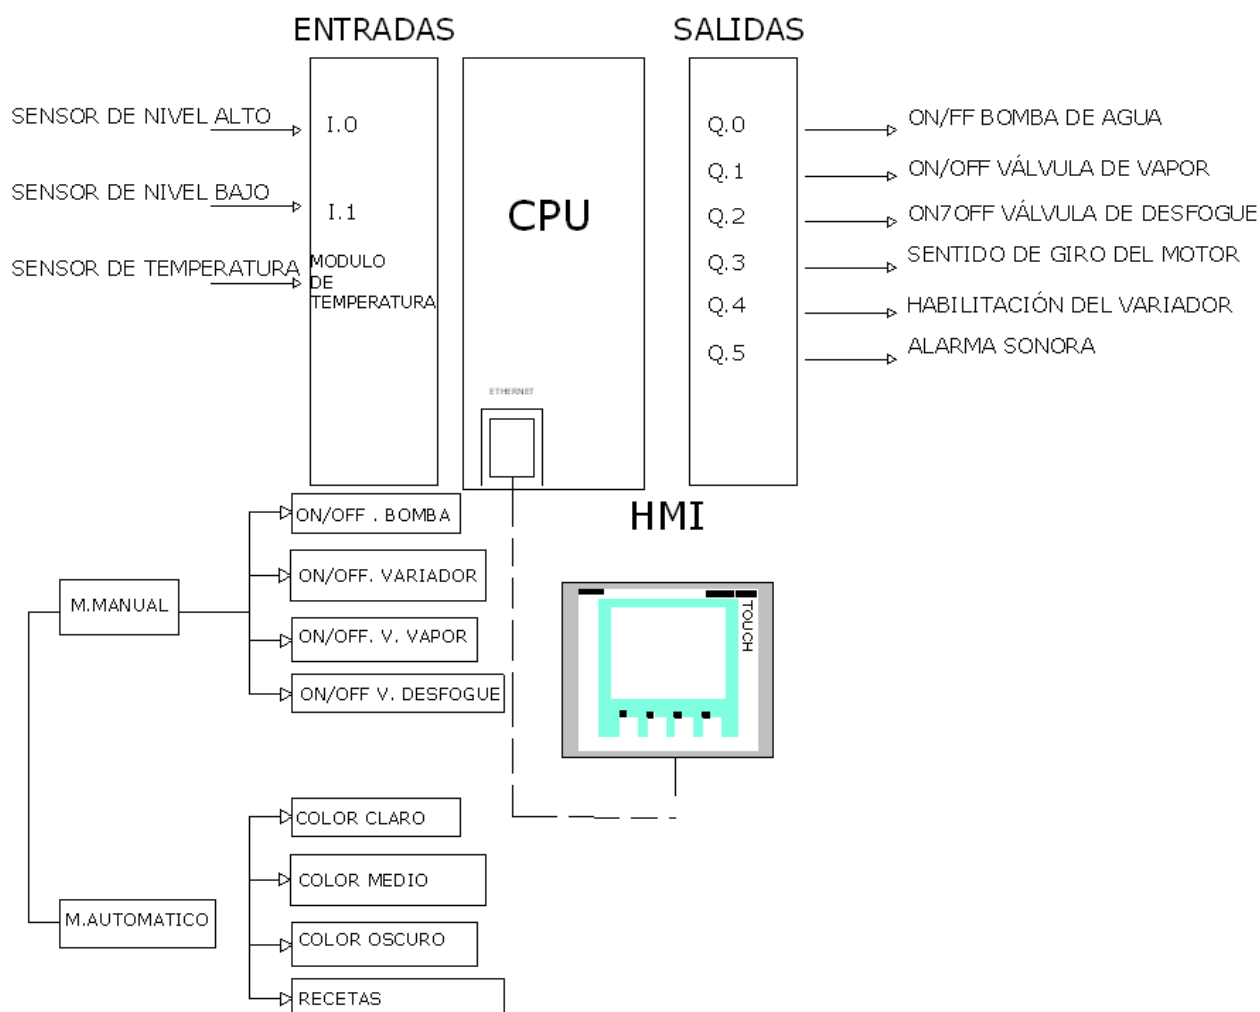 ENTRADAS
SALIDAS
SENSOR DE NIVEL ALTO
I.0
Q.0
ON/FF BOMBA DE AGUA
Q.1
ON/OFF VÁLVULA DE VAPOR
SENSOR DE NIVEL BAJO
I.1
CPU
Q.2
ON7OFF VÁLVULA DE DESFOGUE
SENSOR DE TEMPERATURA
MODULO
DE
TEMPERATURA
Q.3
SENTIDO DE GIRO DEL MOTOR
Q.4
HABILITACIÓN DEL VARIADOR
Q.5
ALARMA SONORA
ETHERNET
HMI
TOUCH
M.MANUAL
ON/OFF . BOMBA
ON/OFF. VARIADOR
ON/OFF. V. VAPOR
ON/OFF V. DESFOGUE
M.AUTOMATICO
COLOR CLARO
COLOR MEDIO
COLOR OSCURO
RECETAS